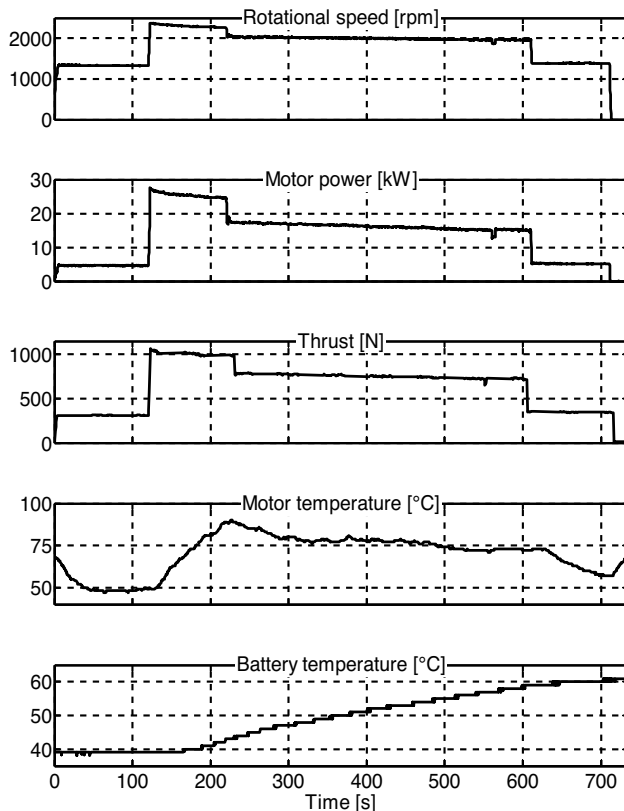 Rotational speed [rpm]
2000
1000
0
Motor power [kW]
30
20
10
0
Thrust [N]
1000
500
0
Motor temperature [°C]
100
75
50
Battery temperature [°C]
60
50
40
0 100 200 300 400 500 600 700
Time [s]